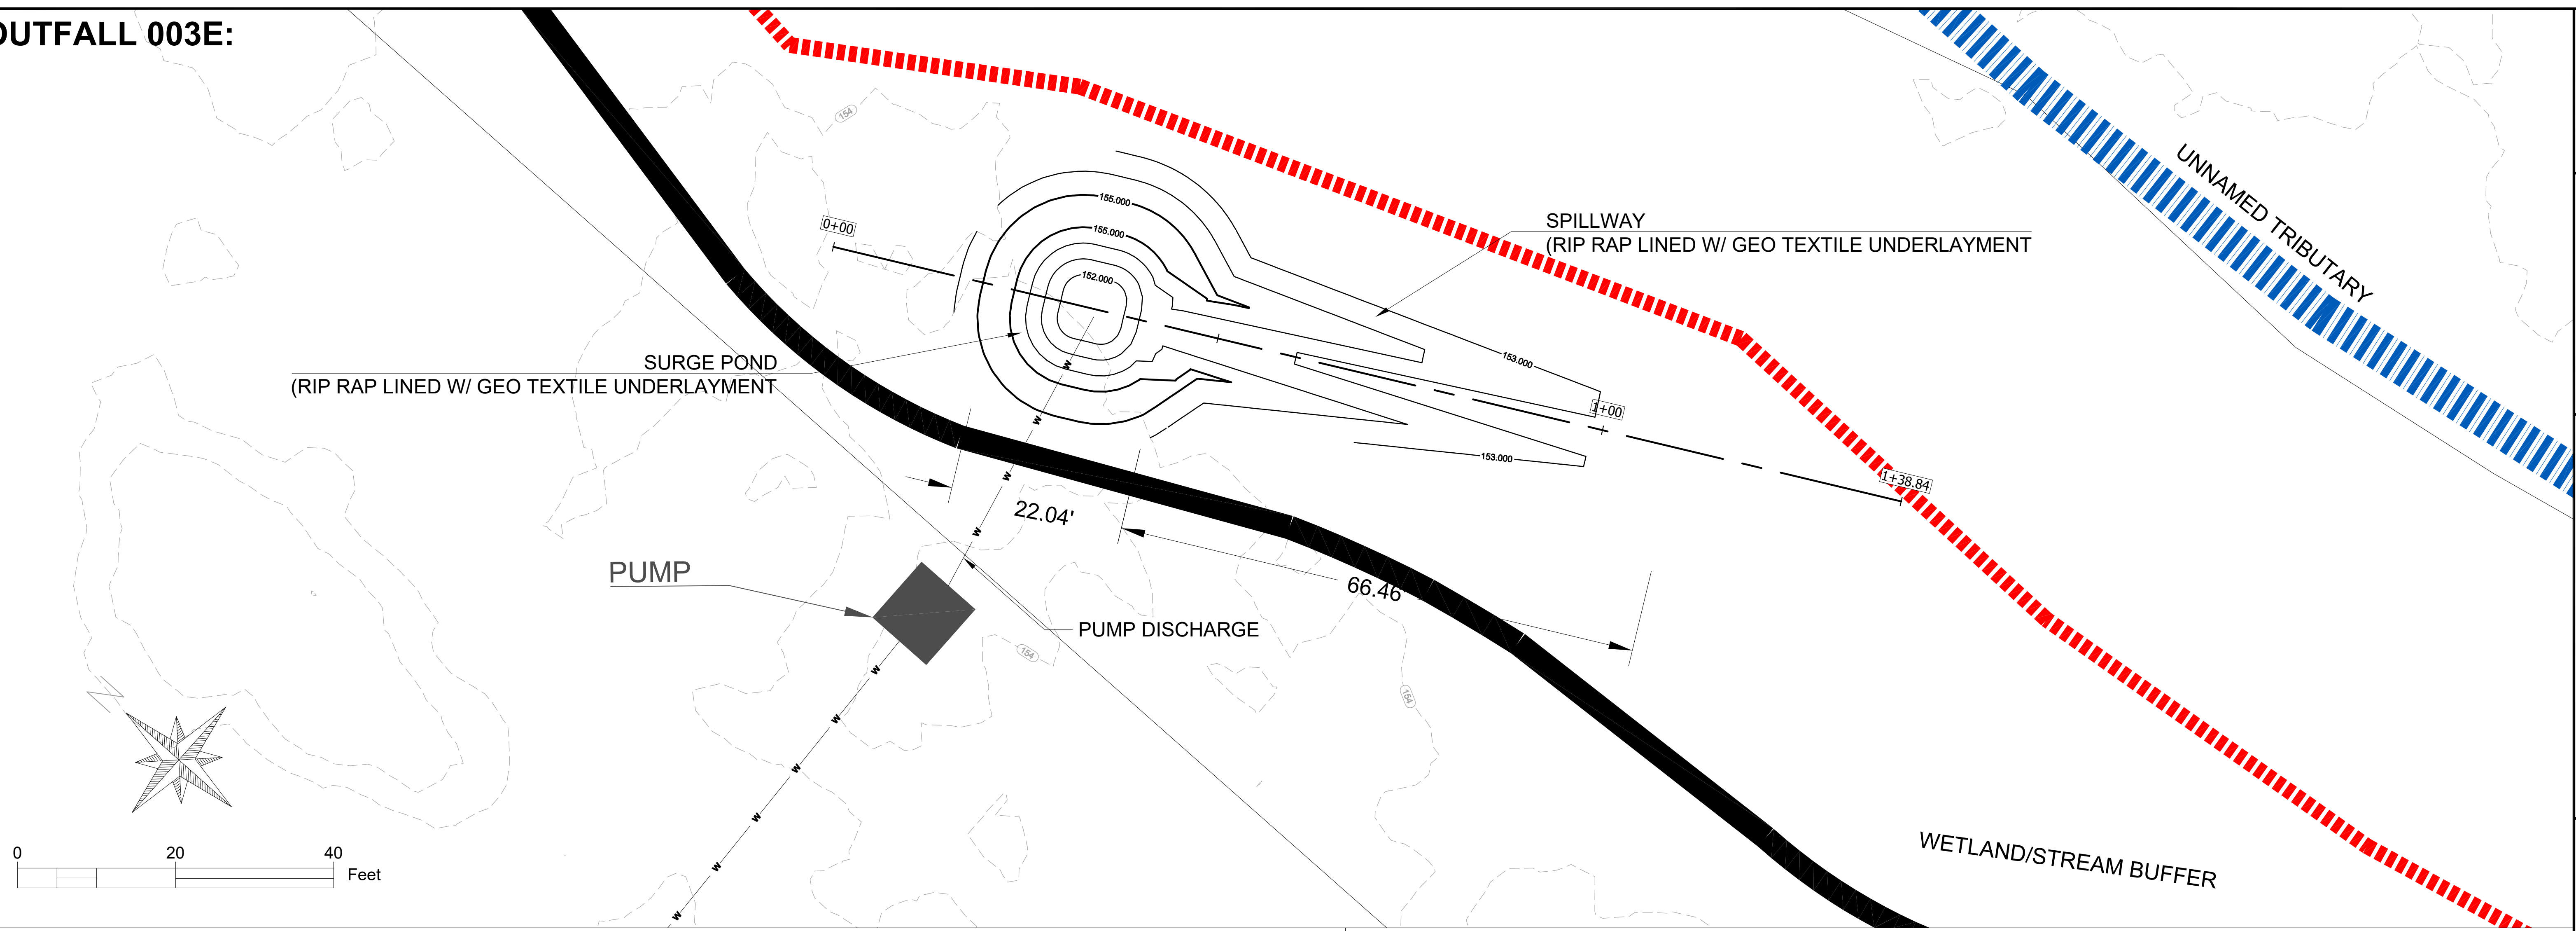 OUTFALL 003E:
154
UNNAMED TRIBUTARY
155.000
0+00
SPILLWAY
(RIP RAP LINED W/ GEO TEXTILE UNDERLAYMENT
155.000
152.000
153.000
SURGE POND
(RIP RAP LINED W/ GEO TEXTILE UNDERLAYMENT
W
1+00
W
153.000
W
1+38.84
22.04'
W
PUMP
66.46'
PUMP DISCHARGE
154
W
154
W
W
W
W
W
WETLAND/STREAM BUFFER
0 20 40
Feet